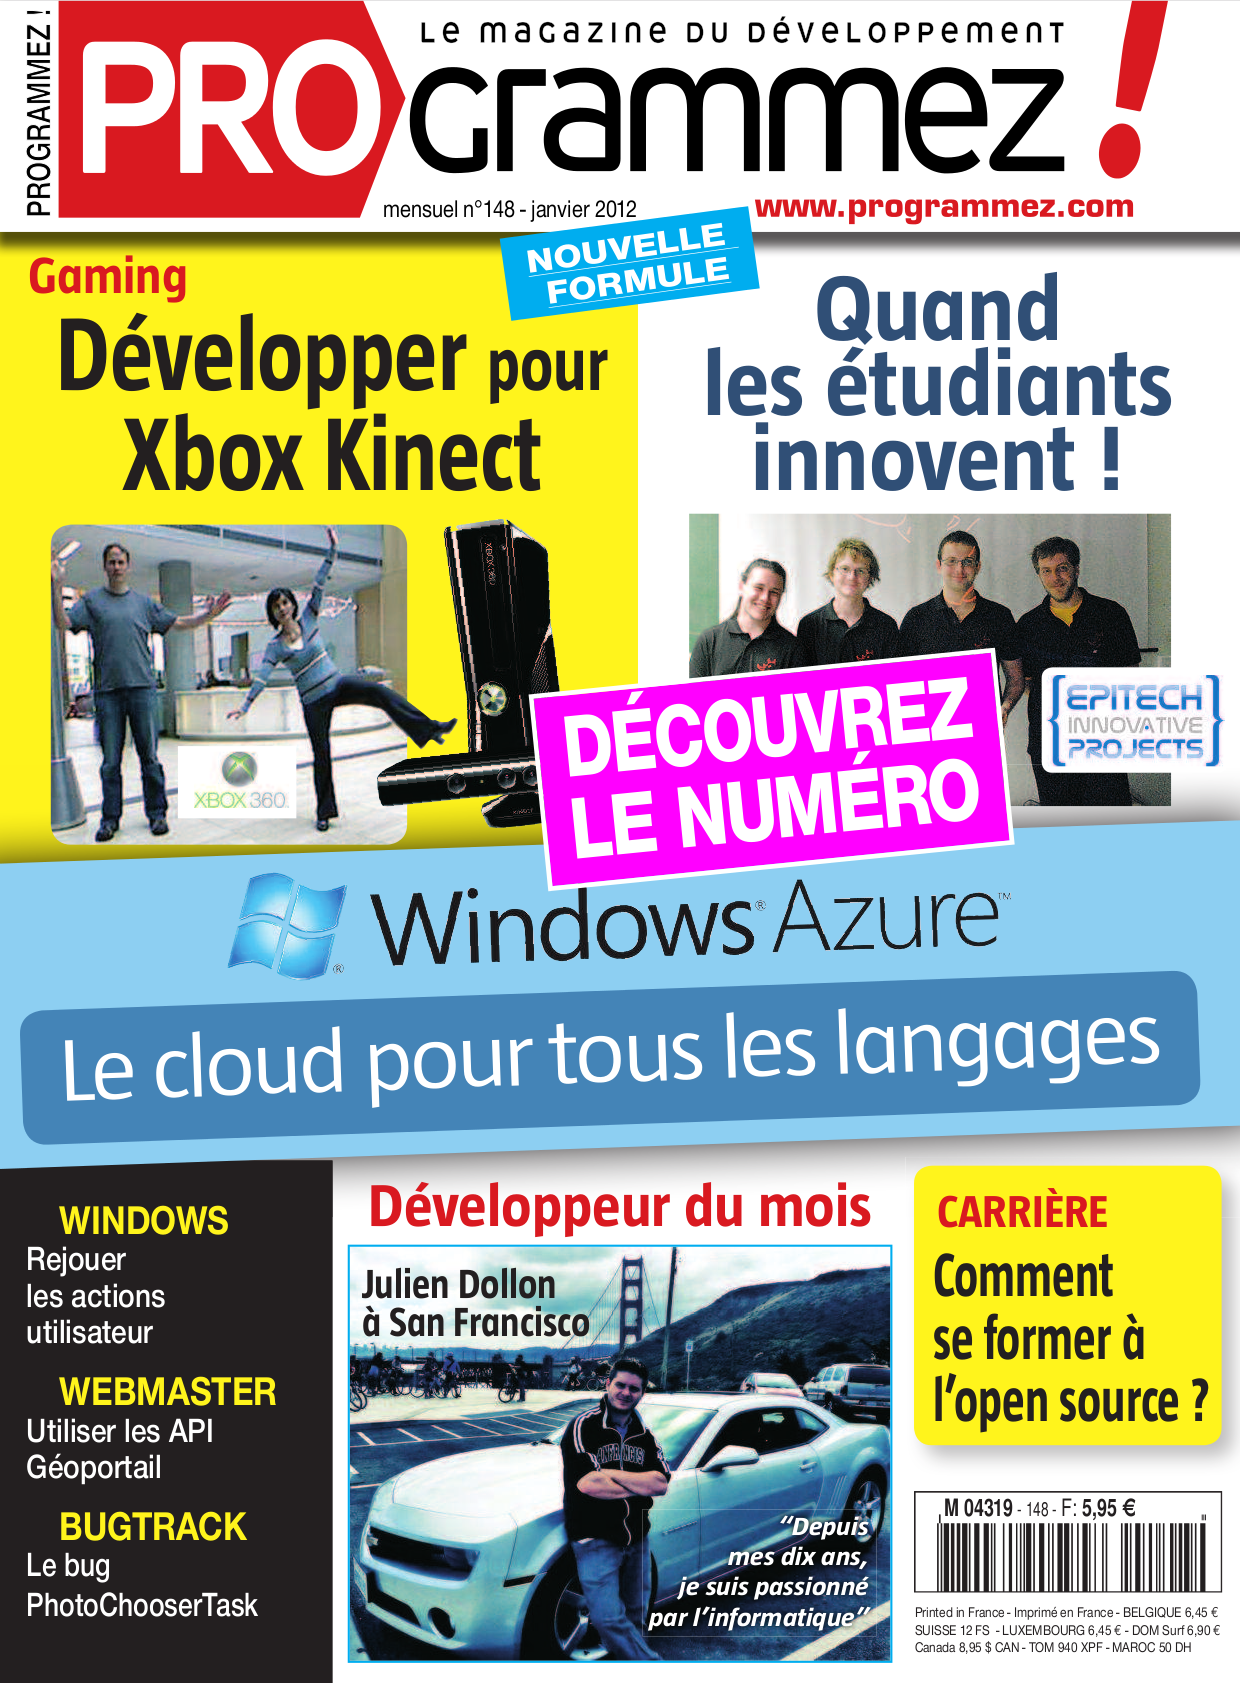 PROGRAMMEZ !
Le magazine du développement
PROgrammez !
mensuel n°148 - janvier 2012
www.programmez.com
NOUVELLE
FORMULE
Gaming
Développer pour
Xbox Kinect
XBOX 360
XBOX 360
KINECT
Quand
les étudiants
innovent !
{EPITECH
INNOVATIVE
PROJECTS}
DÉCOUVREZ
LE NUMÉRO
Windows® Azure™
®
Le cloud pour tous les langages
WINDOWS
Rejouer
les actions
utilisateur
WEBMASTER
Utiliser les API
Géoportail
BUGTRACK
Le bug
PhotoChooserTask
Développeur du mois
Julien Dollon
à San Francisco
“Depuis
mes dix ans,
je suis passionné
par l’informatique”
CARRIÈRE
Comment
se former à
l’open source ?
M 04319 - 148 - F: 5,95 €
Printed in France - Imprimé en France - BELGIQUE 6,45 €
SUISSE 12 FS - LUXEMBOURG 6,45 € - DOM Surf 6,90 €
Canada 8,95 $ CAN - TOM 940 XPF - MAROC 50 DH